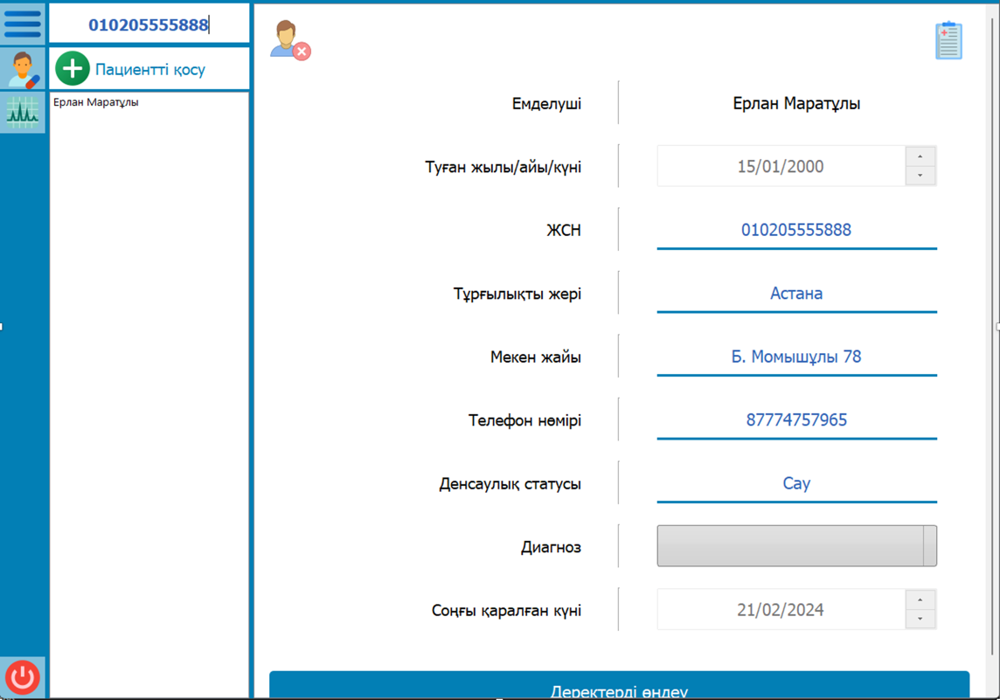 010205555888
Пациентті қосу
Ерлан Маратұлы
Емделуші
Ерлан Маратұлы
Туған жылы/айы/күні
15/01/2000
ЖСН
010205555888
Тұрғылықты жері
Астана
Мекен жайы
Б. Момышұлы 78
Телефон нөмірі
87774757965
Денсаулық статусы
Сау
Диагноз
Соңғы қаралған күні
21/02/2024
Деректерді өңдеу